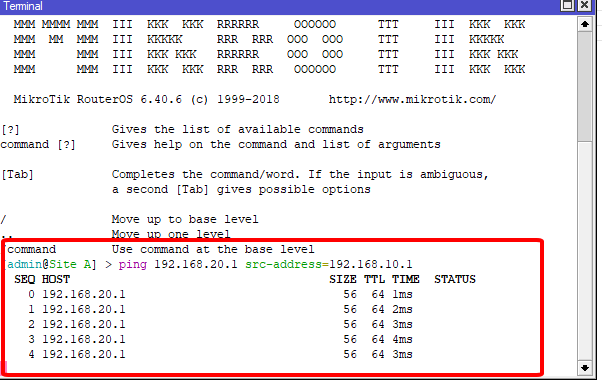 Terminal
MMM MMMM MMM  III  KKK  KKK  RRRRRR     OOOOOO      TTT     III  KKK  KKK
MMM  MM  MMM  III  KKKKK     RRR  RRR  OOO  OOO     TTT     III  KKKKK
MMM      MMM  III  KKK KKK   RRRRRR    OOO  OOO     TTT     III  KKK KKK
MMM      MMM  III  KKK  KKK  RRR  RRR   OOOOOO      TTT     III  KKK  KKK
MikroTik RouterOS 6.40.6 (c) 1999-2018       http://www.mikrotik.com/
[?]             Gives the list of available commands
command [?]     Gives help on the command and list of arguments
[Tab]           Completes the command/word. If the input is ambiguous,
a second [Tab] gives possible options
/               Move up to base level
..              Move up one level
/command        Use command at the base level
[admin@Site A] > ping 192.168.20.1 src-address=192.168.10.1
SEQ HOST                                     SIZE TTL TIME  STATUS
0 192.168.20.1                               56  64 1ms
1 192.168.20.1                               56  64 2ms
2 192.168.20.1                               56  64 3ms
3 192.168.20.1                               56  64 4ms
4 192.168.20.1                               56  64 3ms